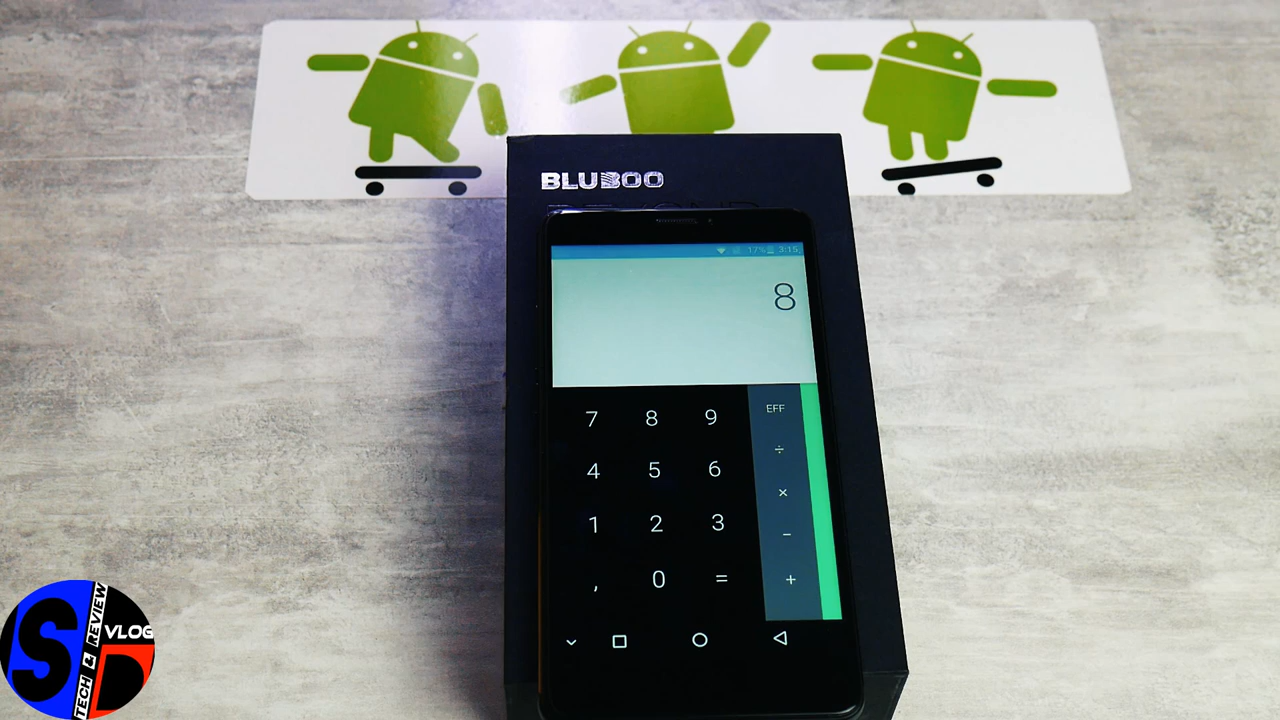 BLUBOO
17% 3:15
8
7 8 9 EFF
÷
4 5 6
×
1 2 3
−
, 0 = +
SD TECH & REVIEW VLOG